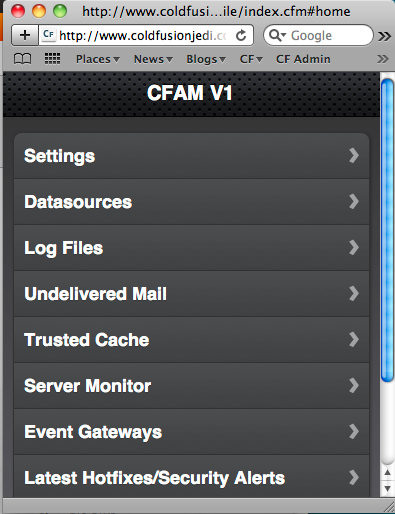 http://www.coldfusi...ile/index.cfm#home
+ CF http://www.coldfusionjedi.c Google
Places News Blogs CF CF Admin
CFAM V1
Settings
Datasources
Log Files
Undelivered Mail
Trusted Cache
Server Monitor
Event Gateways
Latest Hotfixes/Security Alerts